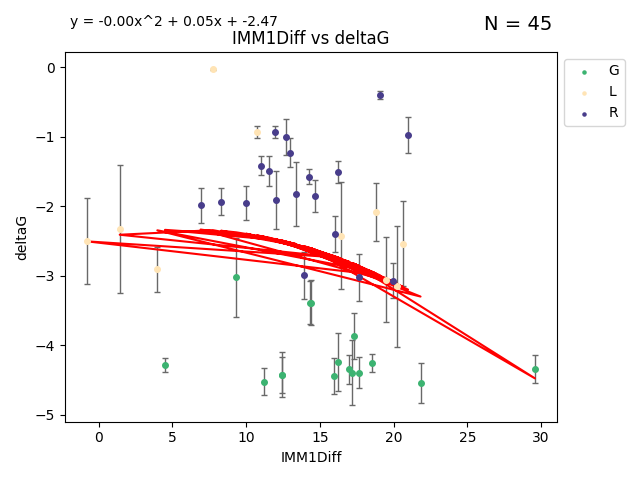 y = -0.00x^2 + 0.05x + -2.47
N = 45
IMM1Diff vs deltaG
G
L
R
deltaG
0
−1
−2
−3
−4
−5
0 5 10 15 20 25 30
IMM1Diff